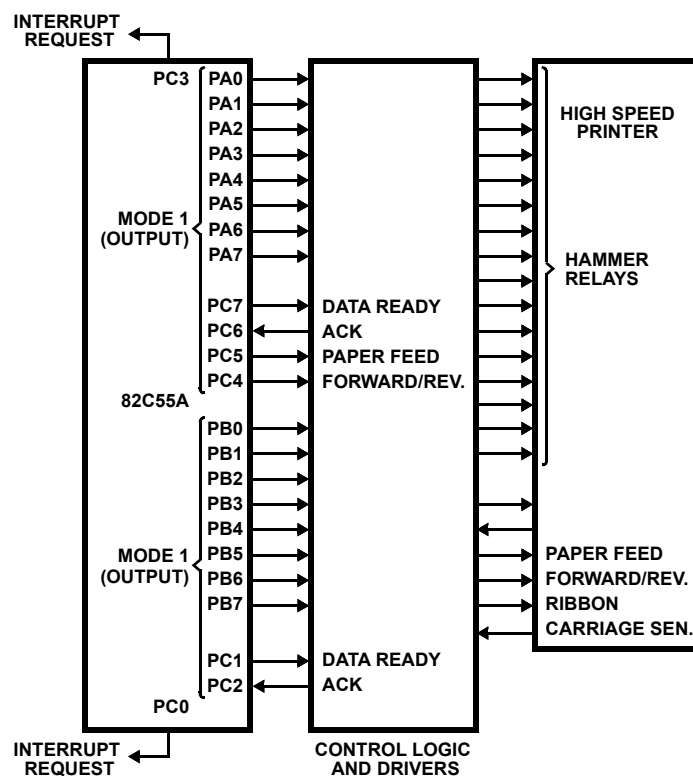 INTERRUPT
REQUEST
PC3
PA0
PA1
PA2
PA3
PA4
PA5
PA6
PA7
MODE 1
(OUTPUT)
PC7
PC6
PC5
PC4
DATA READY
ACK
PAPER FEED
FORWARD/REV.
82C55A
PB0
PB1
PB2
PB3
PB4
PB5
PB6
PB7
MODE 1
(OUTPUT)
PC1
PC2
DATA READY
ACK
PC0
INTERRUPT
REQUEST
CONTROL LOGIC
AND DRIVERS
HIGH SPEED
PRINTER
HAMMER
RELAYS
PAPER FEED
FORWARD/REV.
RIBBON
CARRIAGE SEN.